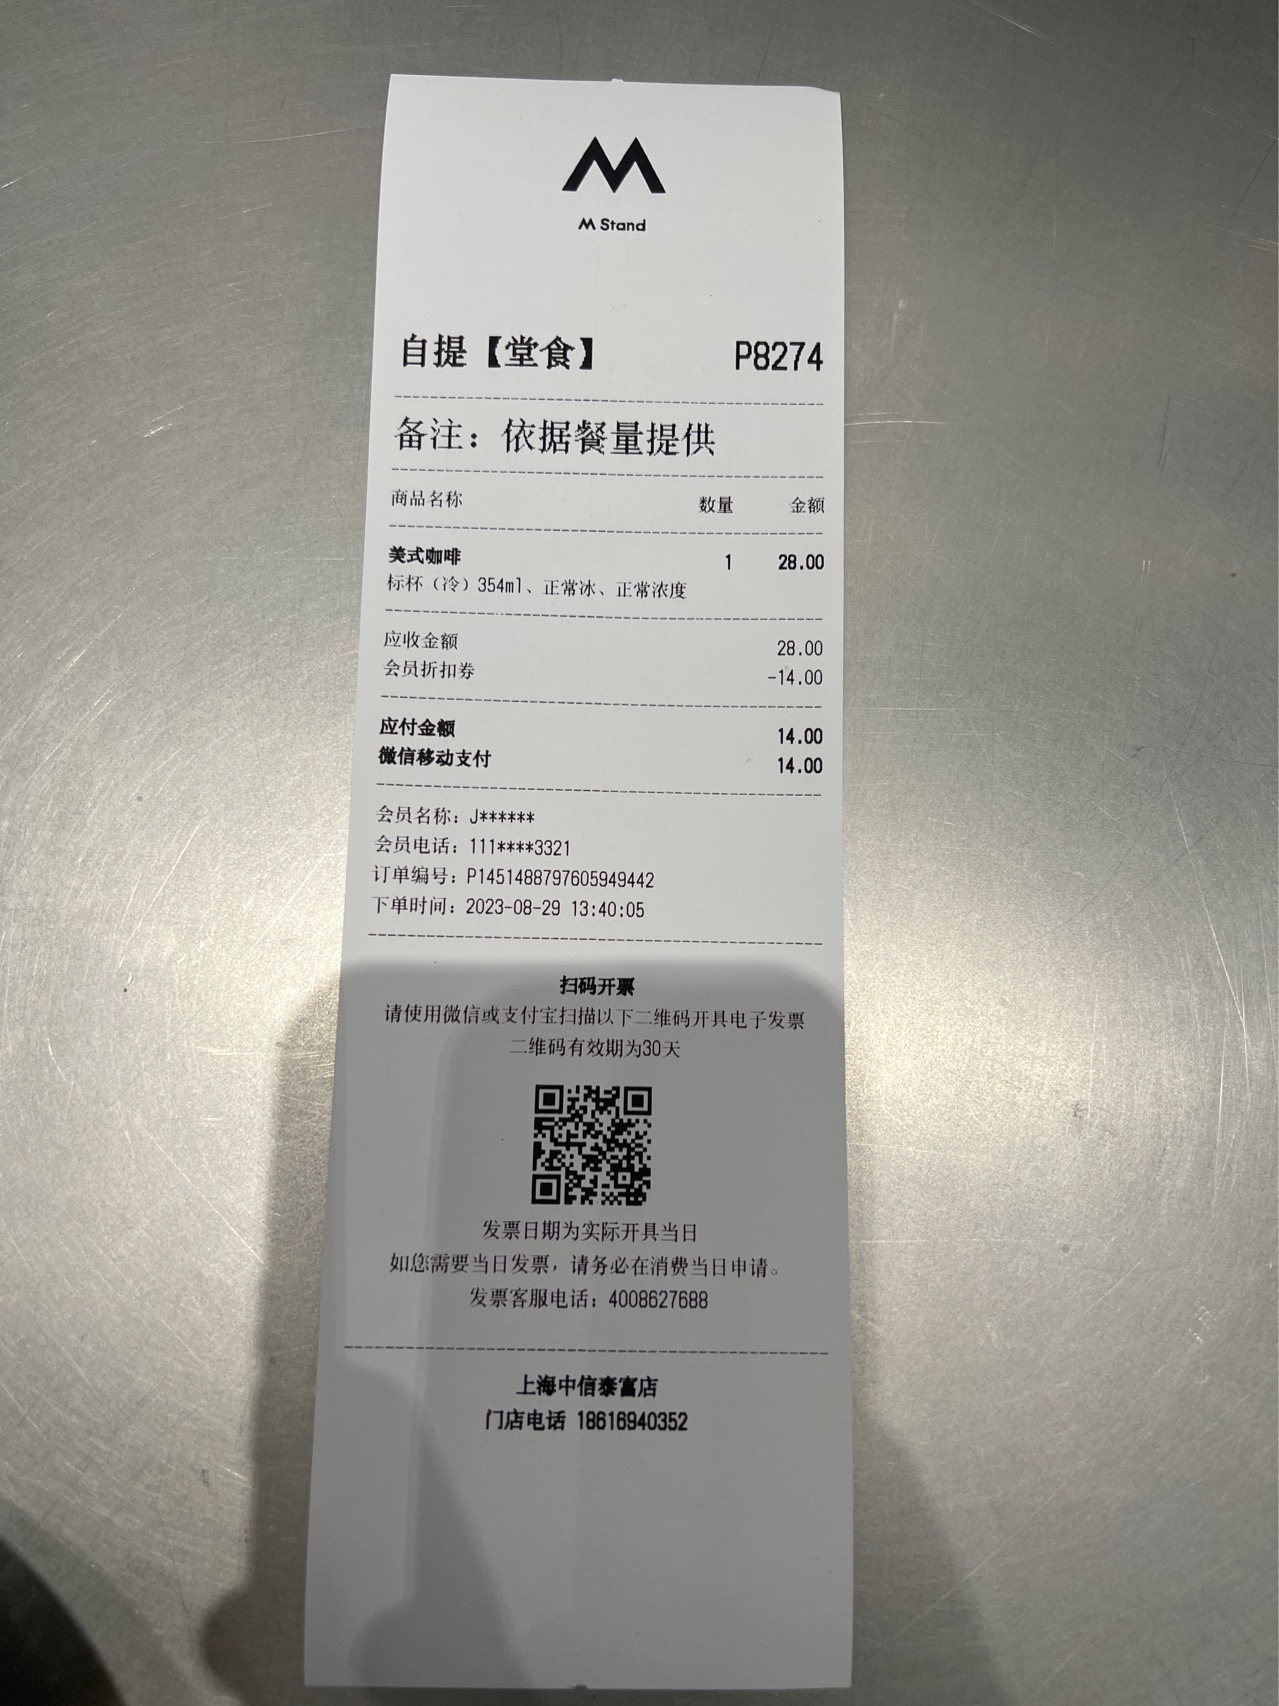 M Stand
自提【堂食】 P8274
备注：依据餐量提供
商品名称 数量 金额
美式咖啡 1 28.00
标杯（冷）354ml、正常冰、正常浓度
应收金额 28.00
会员折扣券 -14.00
应付金额 14.00
微信移动支付 14.00
会员名称：J******
会员电话：111****3321
订单编号：P1451488797605949442
下单时间：2023-08-29 13:40:05
扫码开票
请使用微信或支付宝扫描以下二维码开具电子发票
二维码有效期为30天
发票日期为实际开具当日
如您需要当日发票，请务必在消费当日申请。
发票客服电话：4008627688
上海中信泰富店
门店电话 18616940352